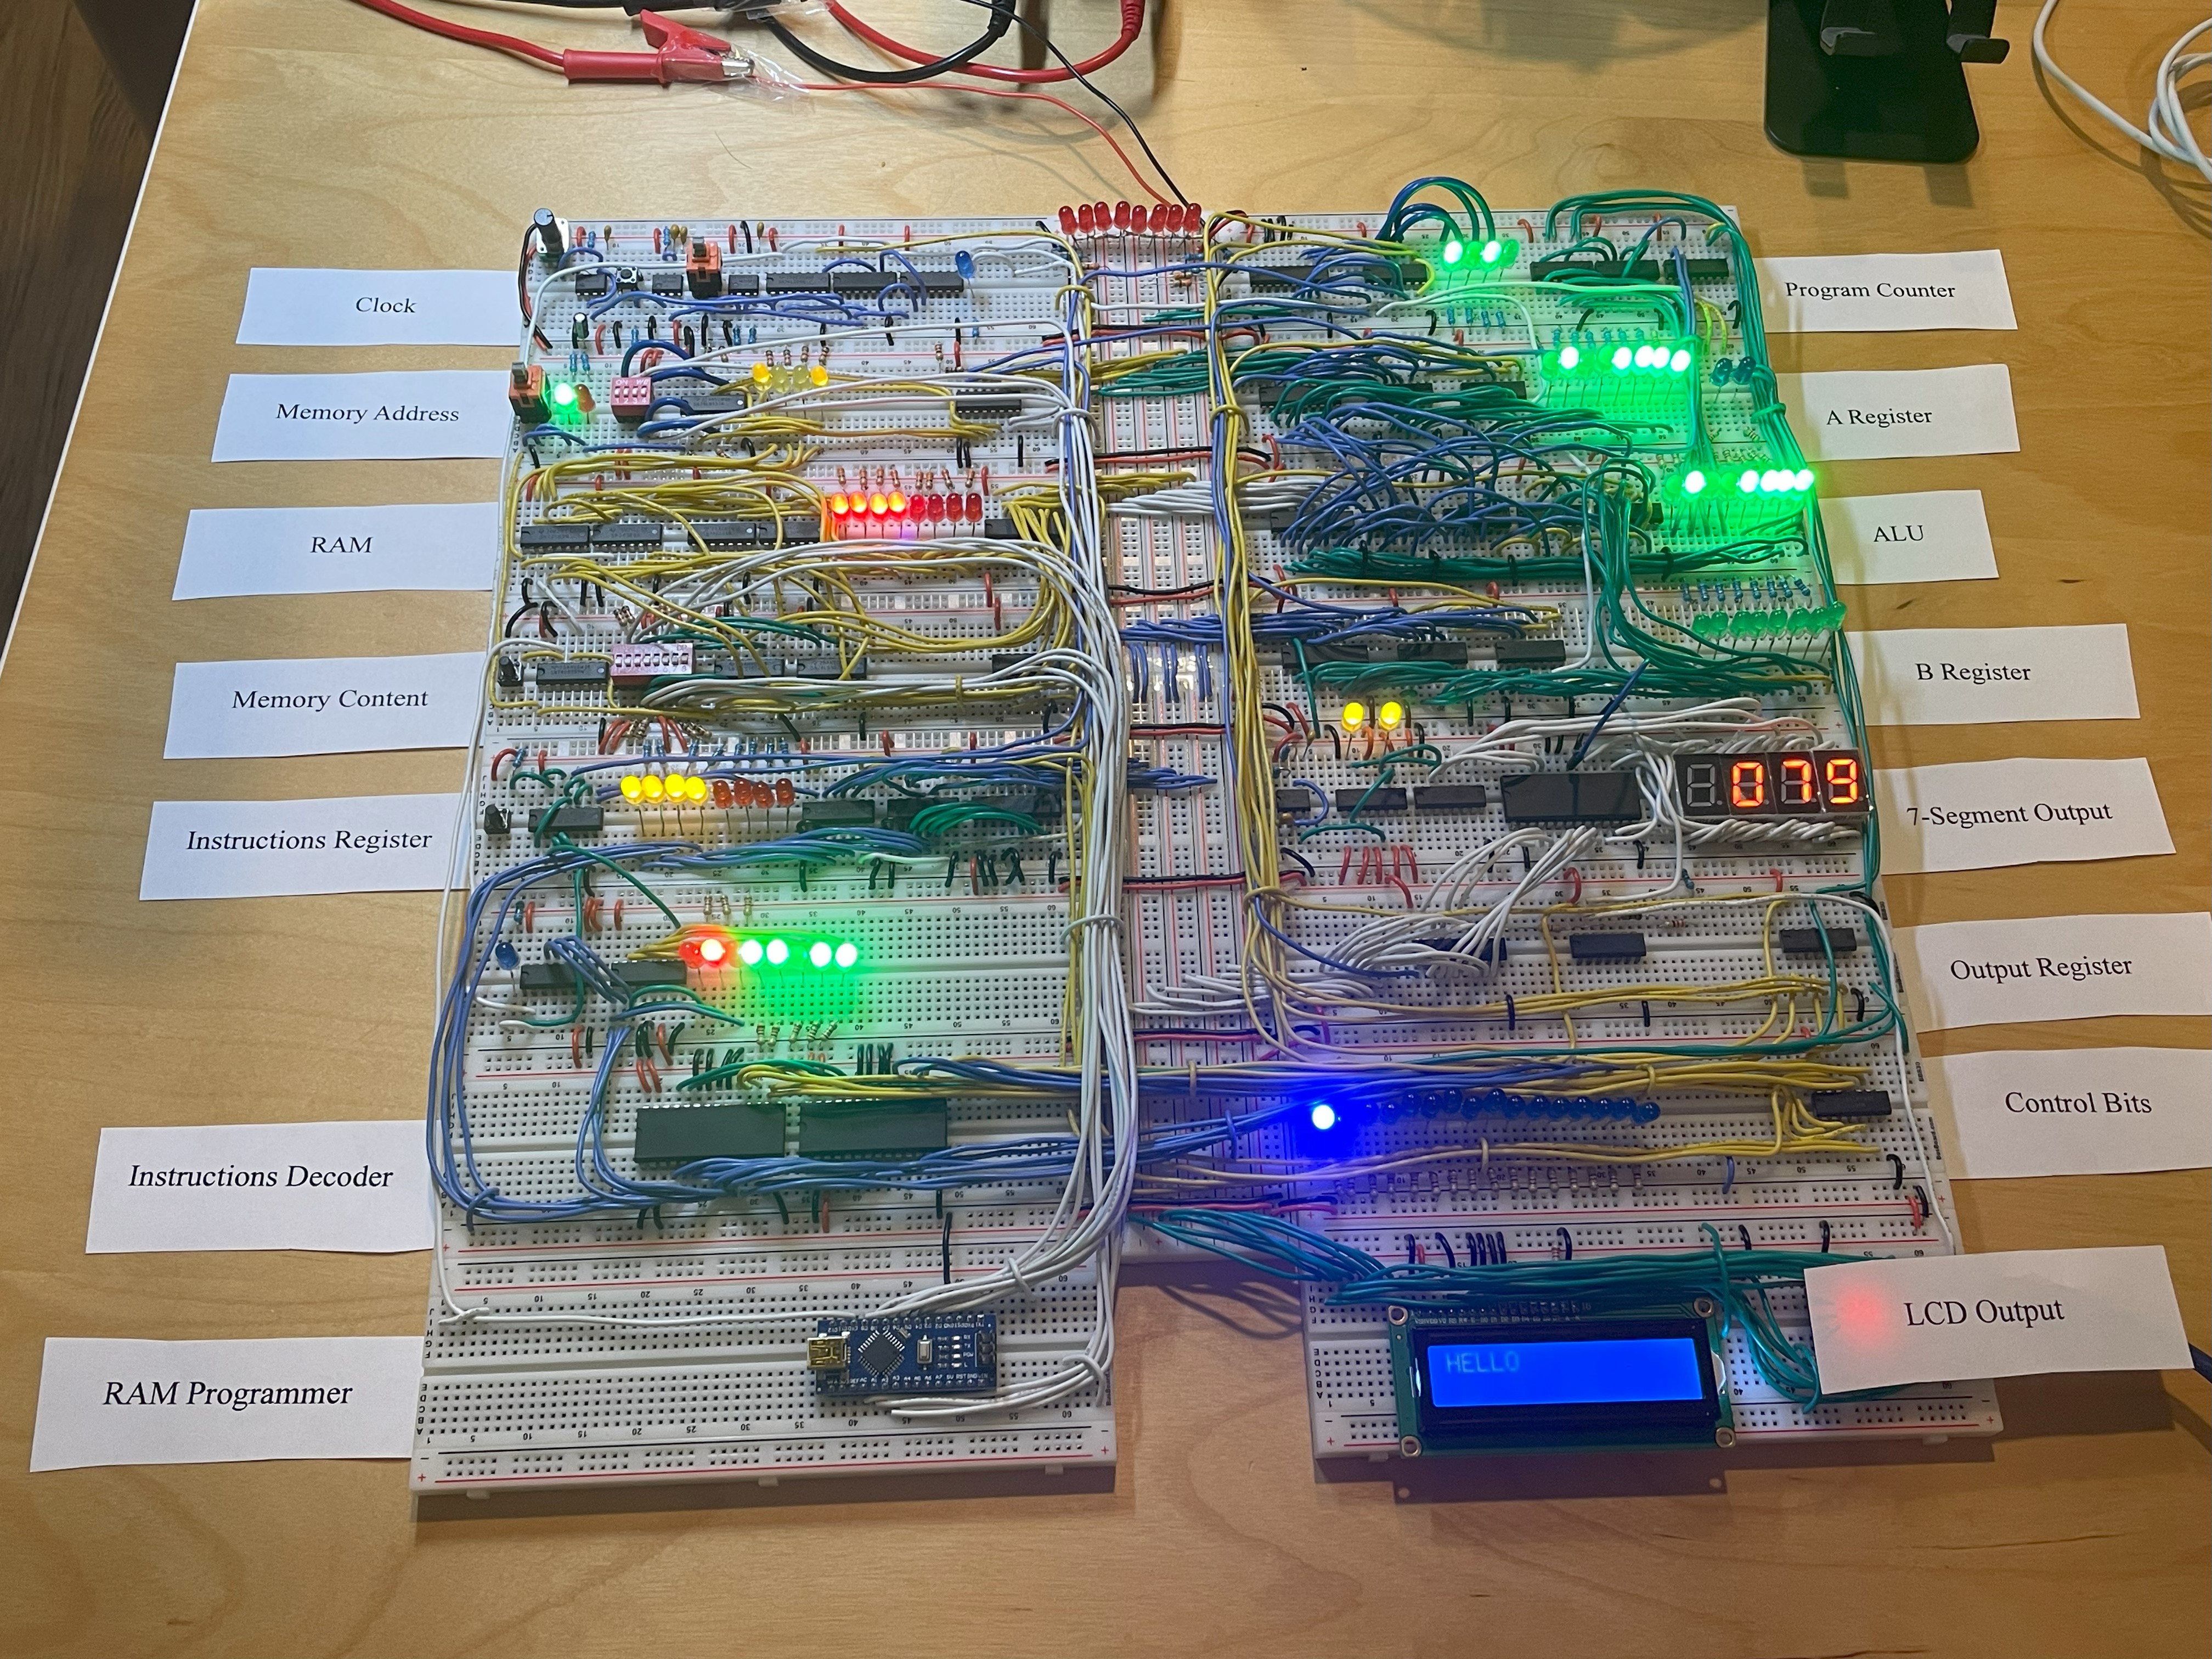 Clock
Memory Address
RAM
Memory Content
Instructions Register
Instructions Decoder
RAM Programmer
Program Counter
A Register
ALU
B Register
079
7-Segment Output
Output Register
Control Bits
LCD Output
HELLO